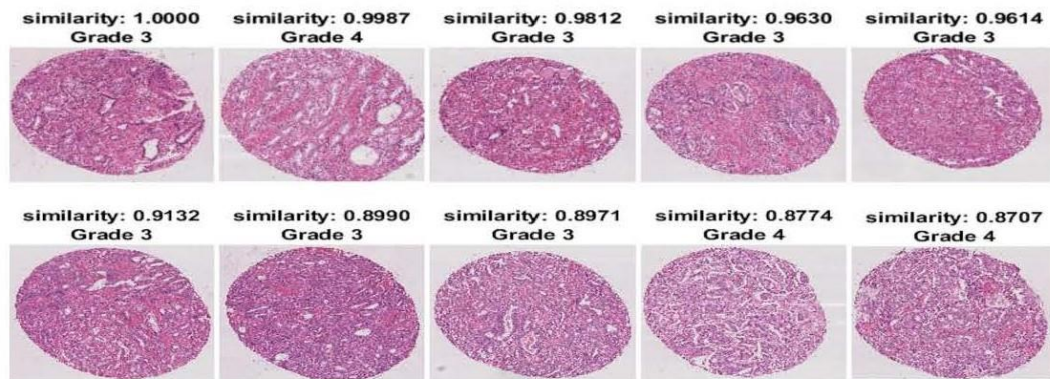 similarity: 1.0000
Grade 3
similarity: 0.9987
Grade 4
similarity: 0.9812
Grade 3
similarity: 0.9630
Grade 3
similarity: 0.9614
Grade 3
similarity: 0.9132
Grade 3
similarity: 0.8990
Grade 3
similarity: 0.8971
Grade 3
similarity: 0.8774
Grade 4
similarity: 0.8707
Grade 4